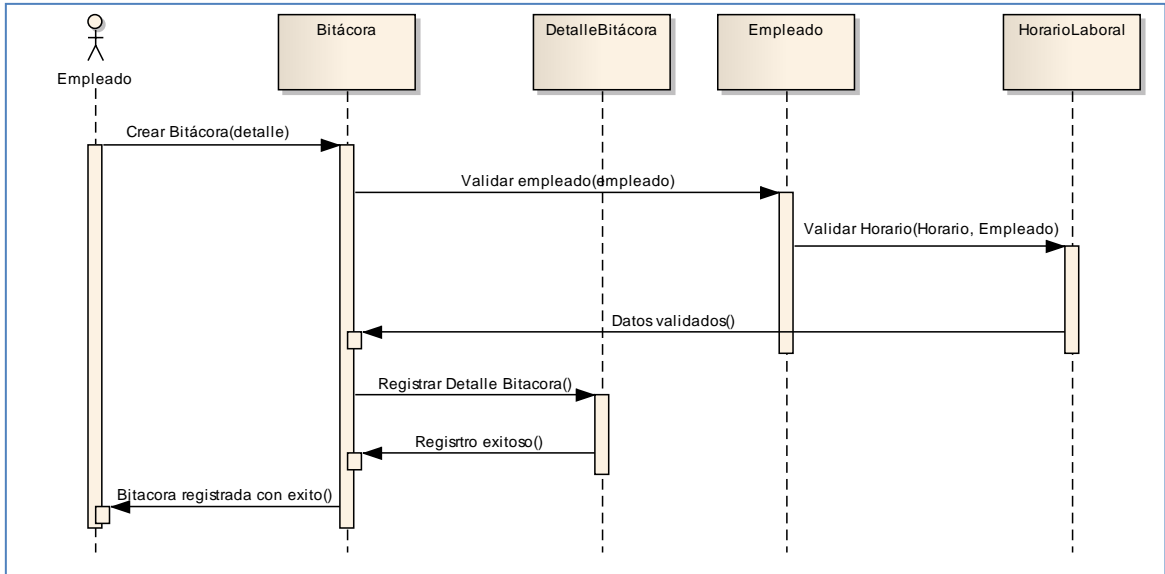 Bitácora
DetalleBitácora
Empleado
HorarioLaboral
Empleado
Crear Bitácora(detalle)
Validar empleado(empleado)
Validar Horario(Horario, Empleado)
Datos validados()
Registrar Detalle Bitacora()
Regisrtro exitoso()
Bitacora registrada con exito()